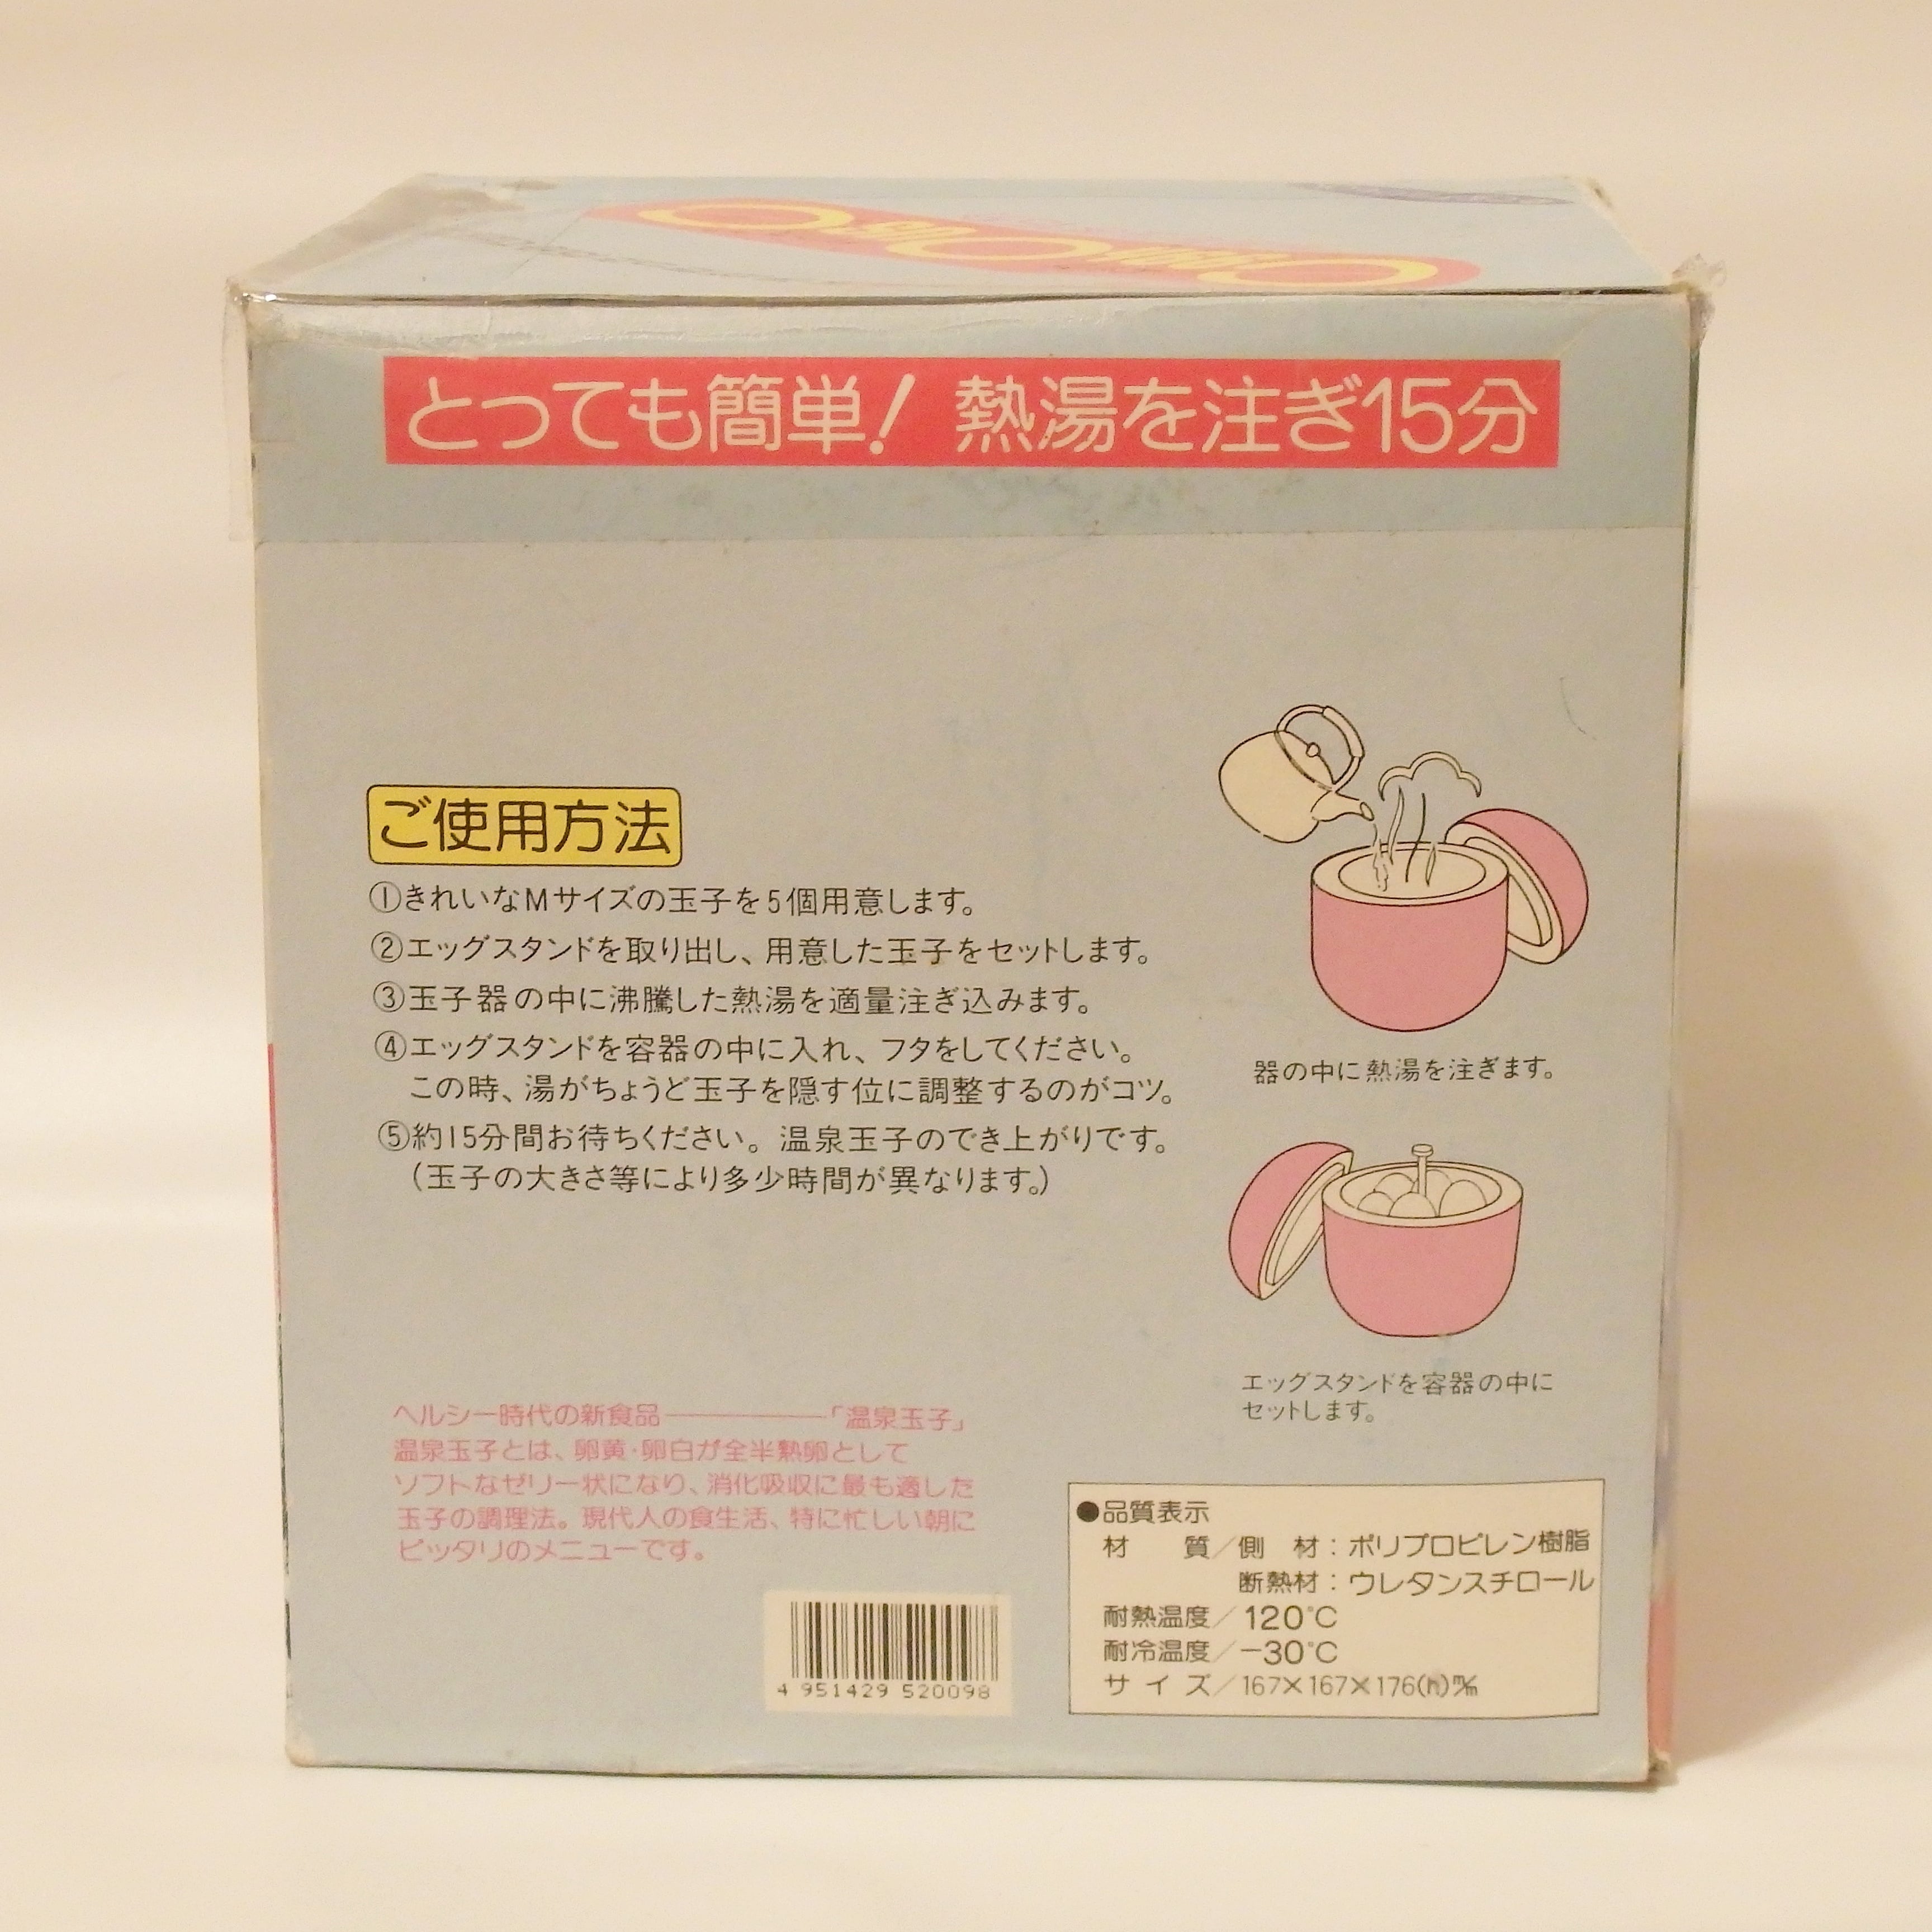 とっても簡単! 熱湯を注ぎ15分
ご使用方法
①きれいなMサイズの玉子を5個用意します。
②エッグスタンドを取り出し、用意した玉子をセットします。
③玉子器の中に沸騰した熱湯を適量注ぎ込みます。
④エッグスタンドを容器の中に入れ、フタをしてください。
この時、湯がちょうど玉子を隠す位に調整するのがコツ。
⑤約15分間お待ちください。温泉玉子のでき上がりです。
(玉子の大きさ等により多少時間が異なります。)
器の中に熱湯を注ぎます。
エッグスタンドを容器の中に
セットします。
ヘルシー時代の新食品――――「温泉玉子」
温泉玉子とは、卵黄・卵白が全半熟卵として
ソフトなゼリー状になり、消化吸収に最も適した
玉子の調理法。現代人の食生活、特に忙しい朝に
ピッタリのメニューです。
4 951429 520098
●品質表示
材 質/側 材:ポリプロピレン樹脂
断熱材:ウレタンスチロール
耐熱温度/120℃
耐冷温度/−30℃
サイズ/167×167×176(h)㎜